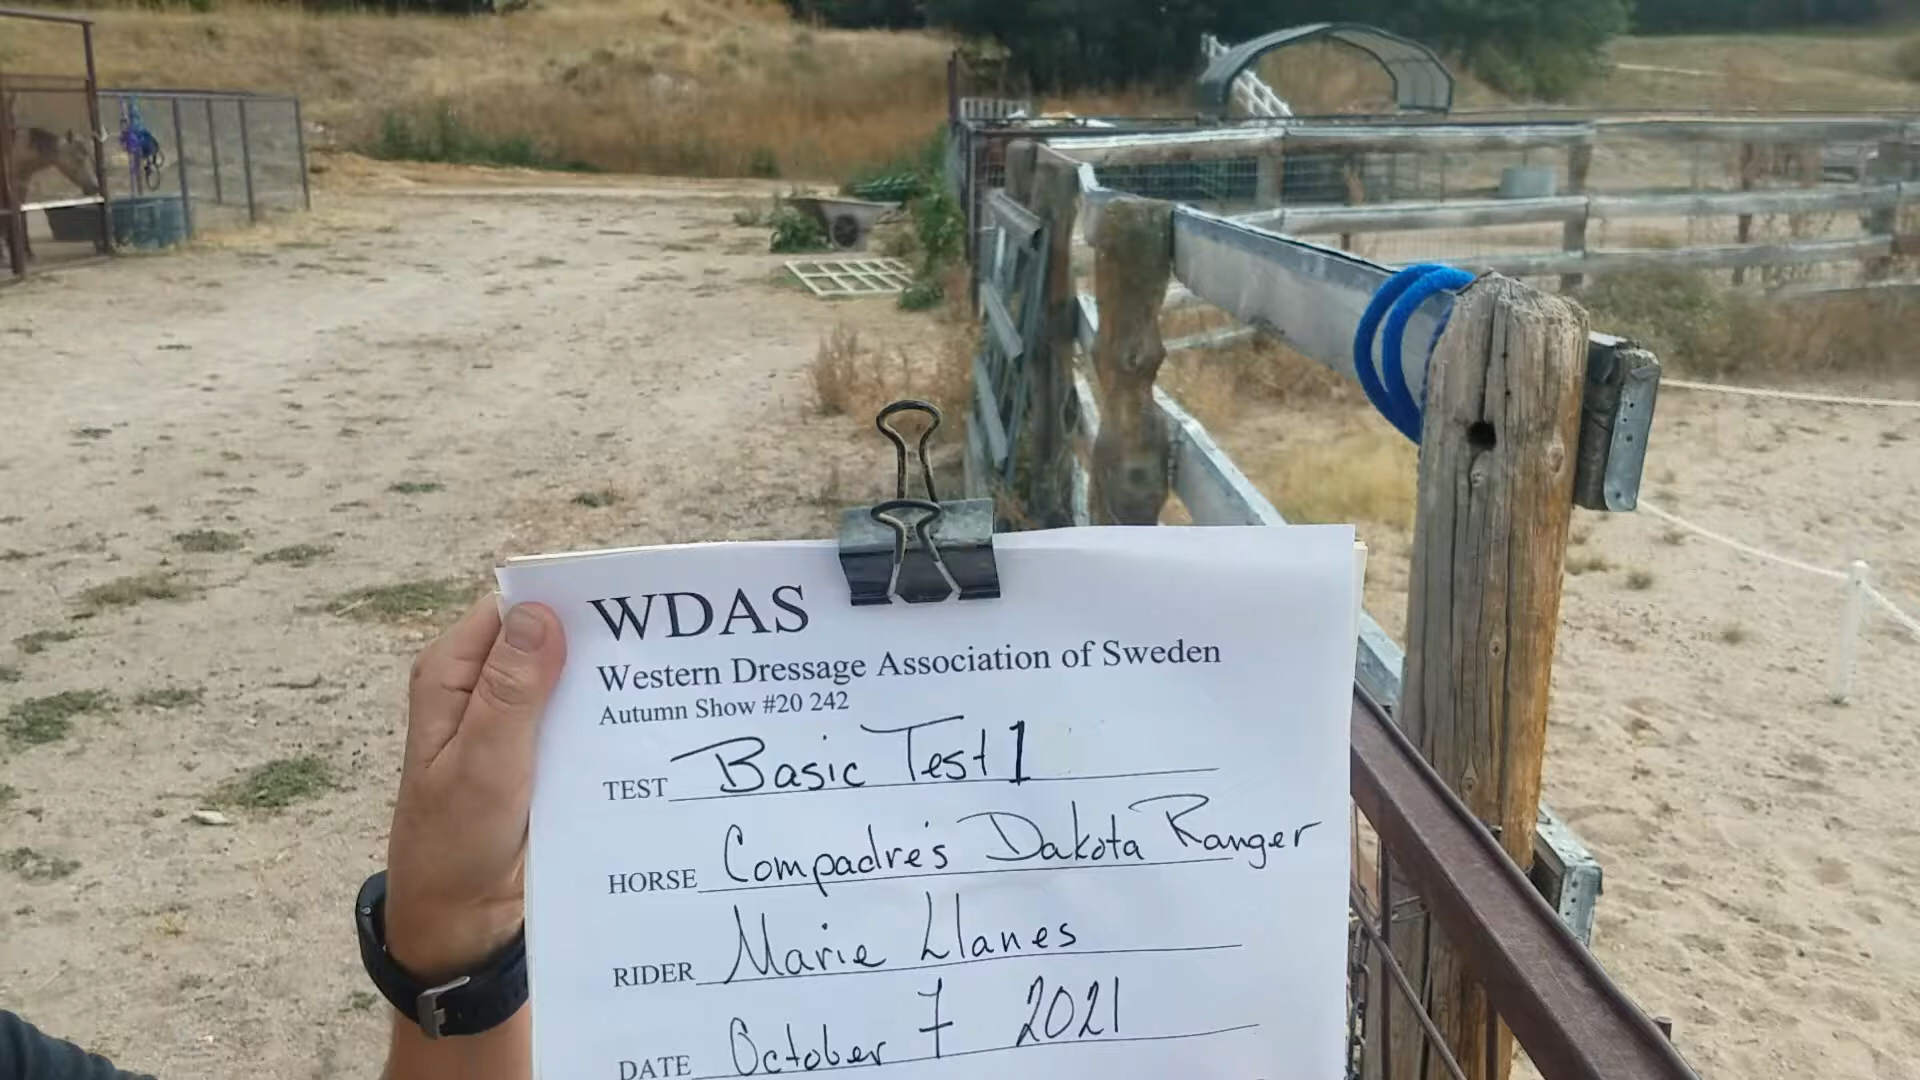 WDAS
Western Dressage Association of Sweden
Autumn Show #20 242
TEST Basic Test 1
HORSE Compadre's Dakota Ranger
RIDER Marie Llanes
DATE October 7 2021